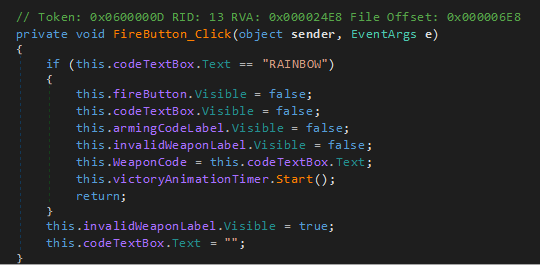 // Token: 0x0600000D RID: 13 RVA: 0x000024E8 File Offset: 0x000006E8
private void FireButton_Click(object sender, EventArgs e)
{
    if (this.codeTextBox.Text == "RAINBOW")
    {
        this.fireButton.Visible = false;
        this.codeTextBox.Visible = false;
        this.armingCodeLabel.Visible = false;
        this.invalidWeaponLabel.Visible = false;
        this.WeaponCode = this.codeTextBox.Text;
        this.victoryAnimationTimer.Start();
        return;
    }
    this.invalidWeaponLabel.Visible = true;
    this.codeTextBox.Text = "";
}